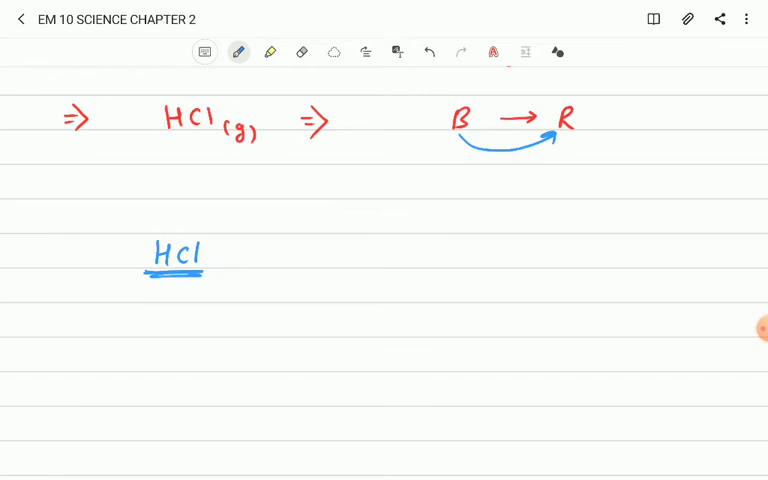 EM 10 SCIENCE CHAPTER 2
⇒ HCl(g) ⇒ B → R
HCl